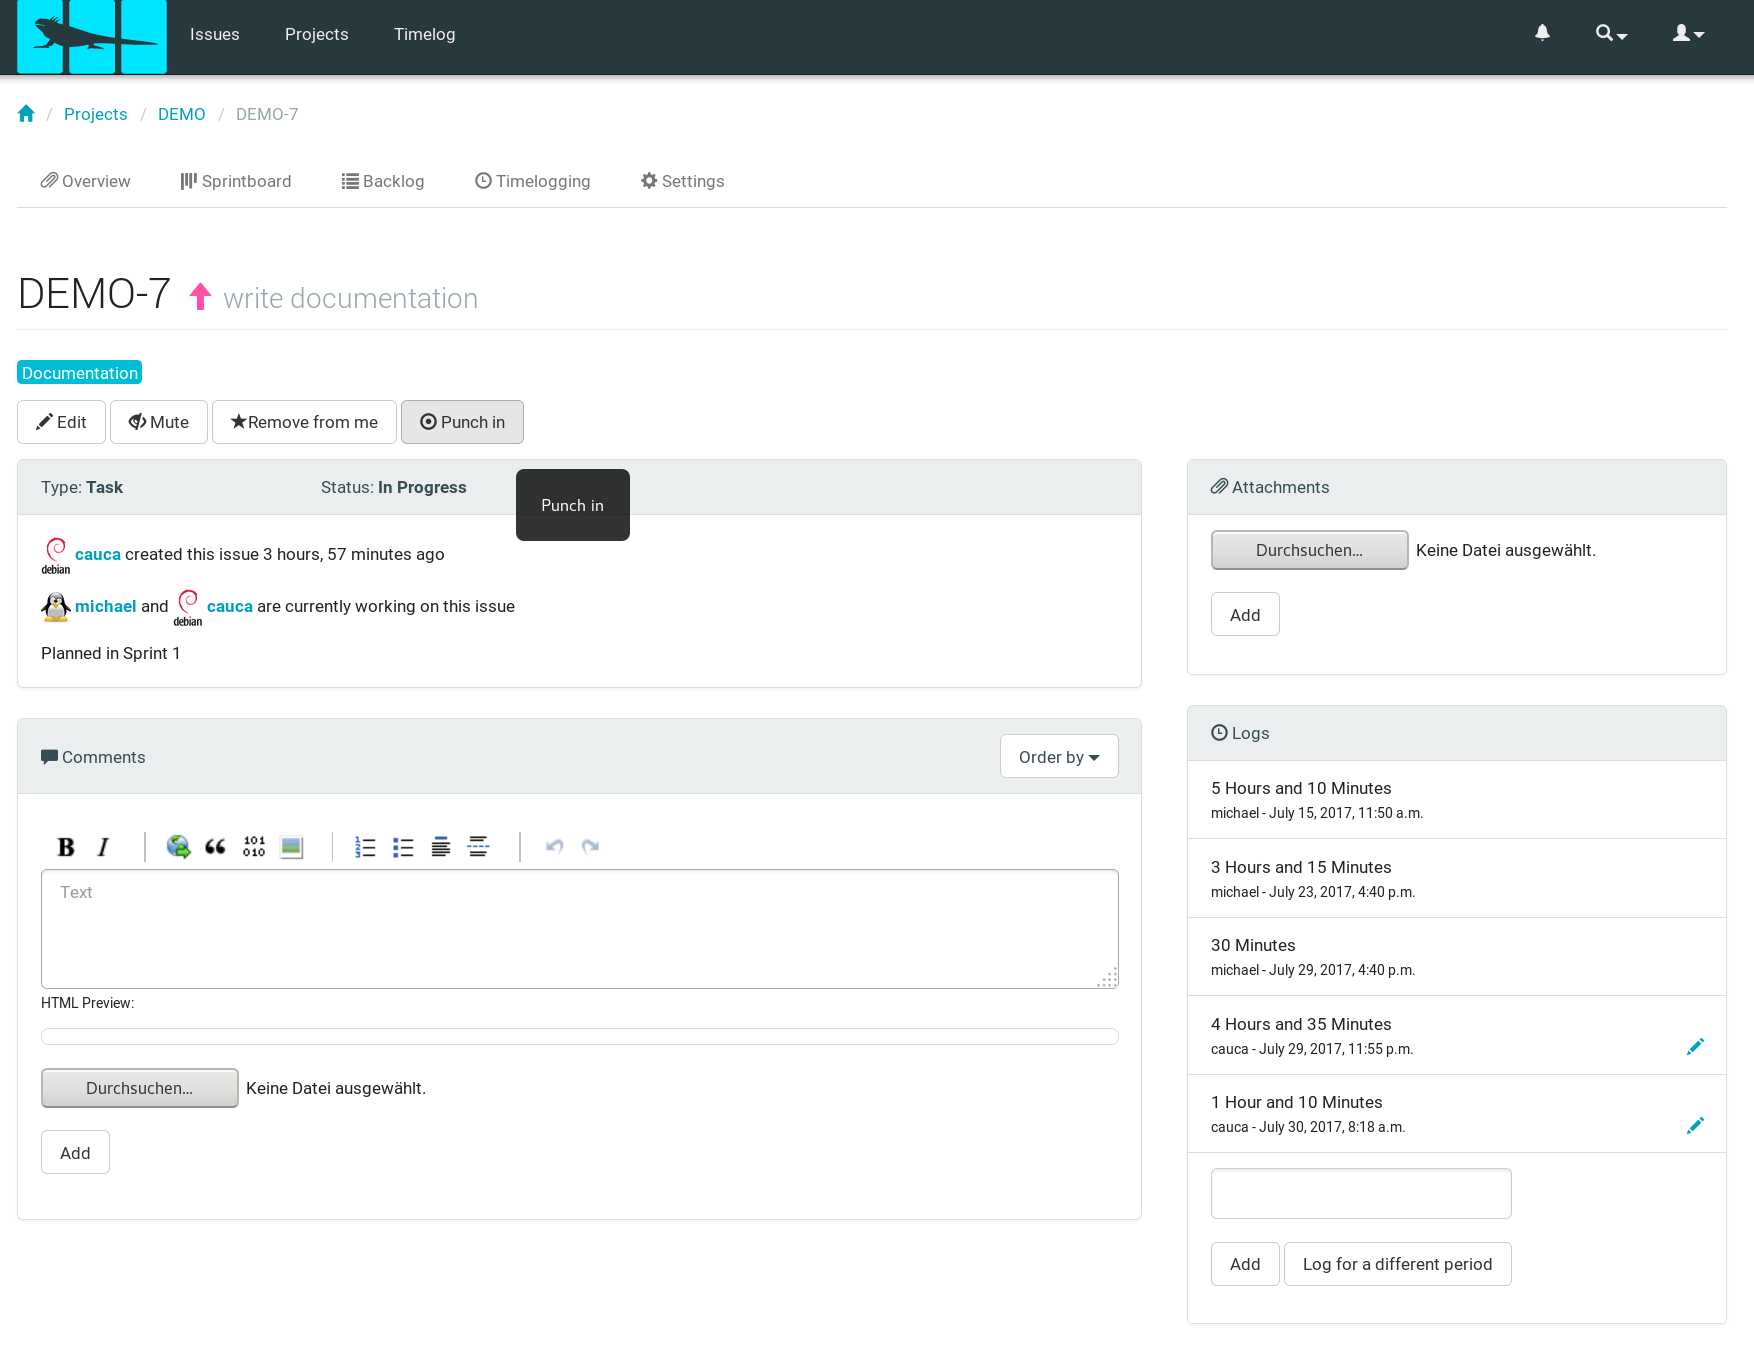 Issues Projects Timelog
/ Projects / DEMO / DEMO-7
Overview Sprintboard Backlog Timelogging Settings
DEMO-7 write documentation
Documentation
Edit Mute Remove from me Punch in
Type: Task Status: In Progress
Punch in
debian cauca created this issue 3 hours, 57 minutes ago
michael and debian cauca are currently working on this issue
Planned in Sprint 1
Comments Order by
B I 101 010 1 2 3
Text
HTML Preview:
Durchsuchen... Keine Datei ausgewählt.
Add
Attachments
Durchsuchen... Keine Datei ausgewählt.
Add
Logs
5 Hours and 10 Minutes
michael - July 15, 2017, 11:50 a.m.
3 Hours and 15 Minutes
michael - July 23, 2017, 4:40 p.m.
30 Minutes
michael - July 29, 2017, 4:40 p.m.
4 Hours and 35 Minutes
cauca - July 29, 2017, 11:55 p.m.
1 Hour and 10 Minutes
cauca - July 30, 2017, 8:18 a.m.
Add Log for a different period